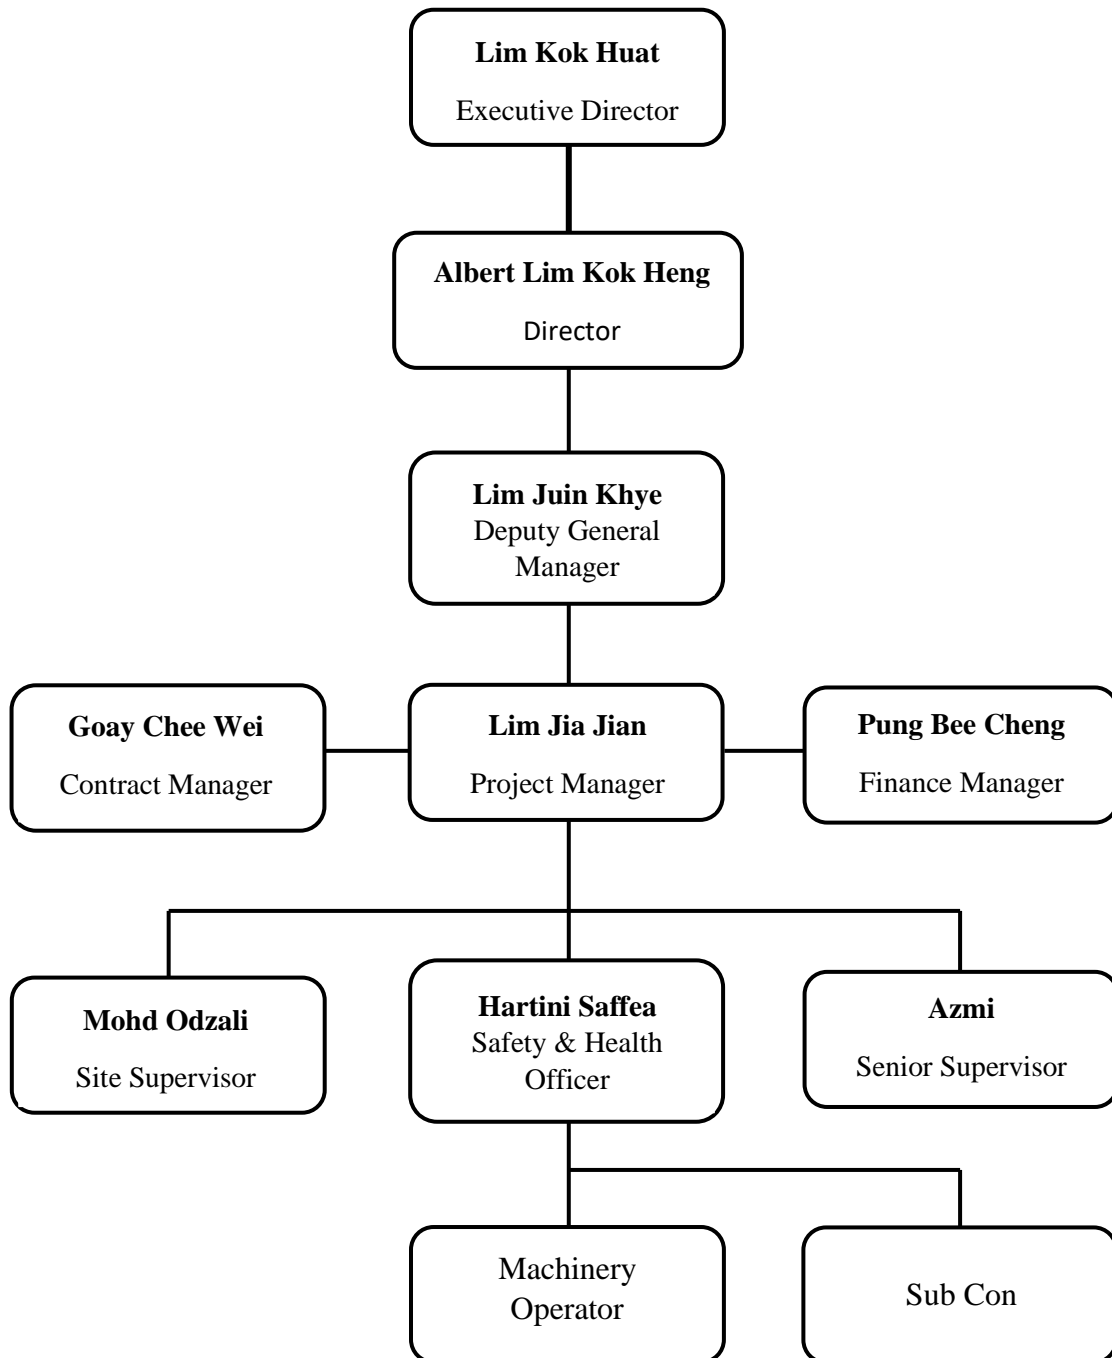 Lim Kok Huat
Executive Director
Albert Lim Kok Heng
Director
Lim Juin Khye
Deputy General
Manager
Goay Chee Wei
Contract Manager
Lim Jia Jian
Project Manager
Pung Bee Cheng
Finance Manager
Mohd Odzali
Site Supervisor
Hartini Saffea
Safety & Health
Officer
Azmi
Senior Supervisor
Machinery
Operator
Sub Con